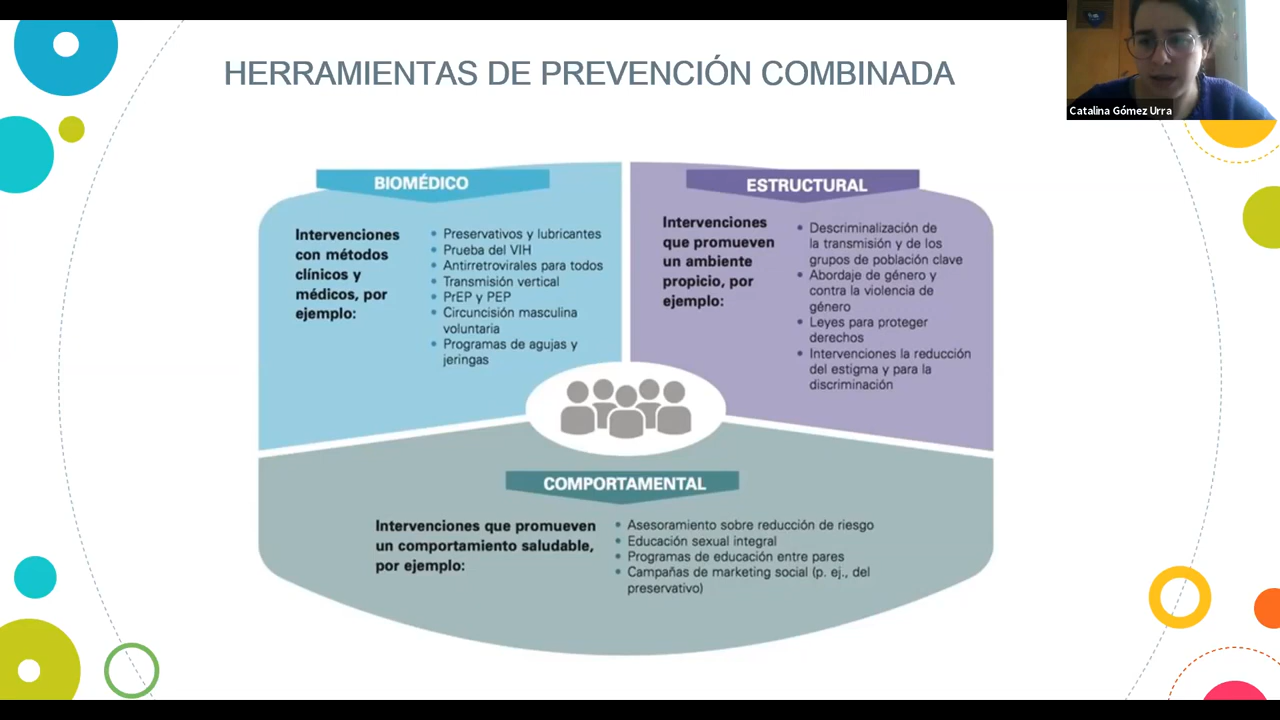 HERRAMIENTAS DE PREVENCIÓN COMBINADA
Catalina Gómez Urra
BIOMÉDICO
Intervenciones
con métodos
clínicos y
médicos, por
ejemplo:
• Preservativos y lubricantes
• Prueba del VIH
• Antirretrovirales para todos
• Transmisión vertical
• PrEP y PEP
• Circuncisión masculina
voluntaria
• Programas de agujas y
jeringas
ESTRUCTURAL
Intervenciones
que promueven
un ambiente
propicio, por
ejemplo:
• Descriminalización de
la transmisión y de los
grupos de población clave
• Abordaje de género y
contra la violencia de
género
• Leyes para proteger
derechos
• Intervenciones la reducción
del estigma y para la
discriminación
COMPORTAMENTAL
Intervenciones que promueven
un comportamiento saludable,
por ejemplo:
• Asesoramiento sobre reducción de riesgo
• Educación sexual integral
• Programas de educación entre pares
• Campañas de marketing social (p. ej., del
preservativo)